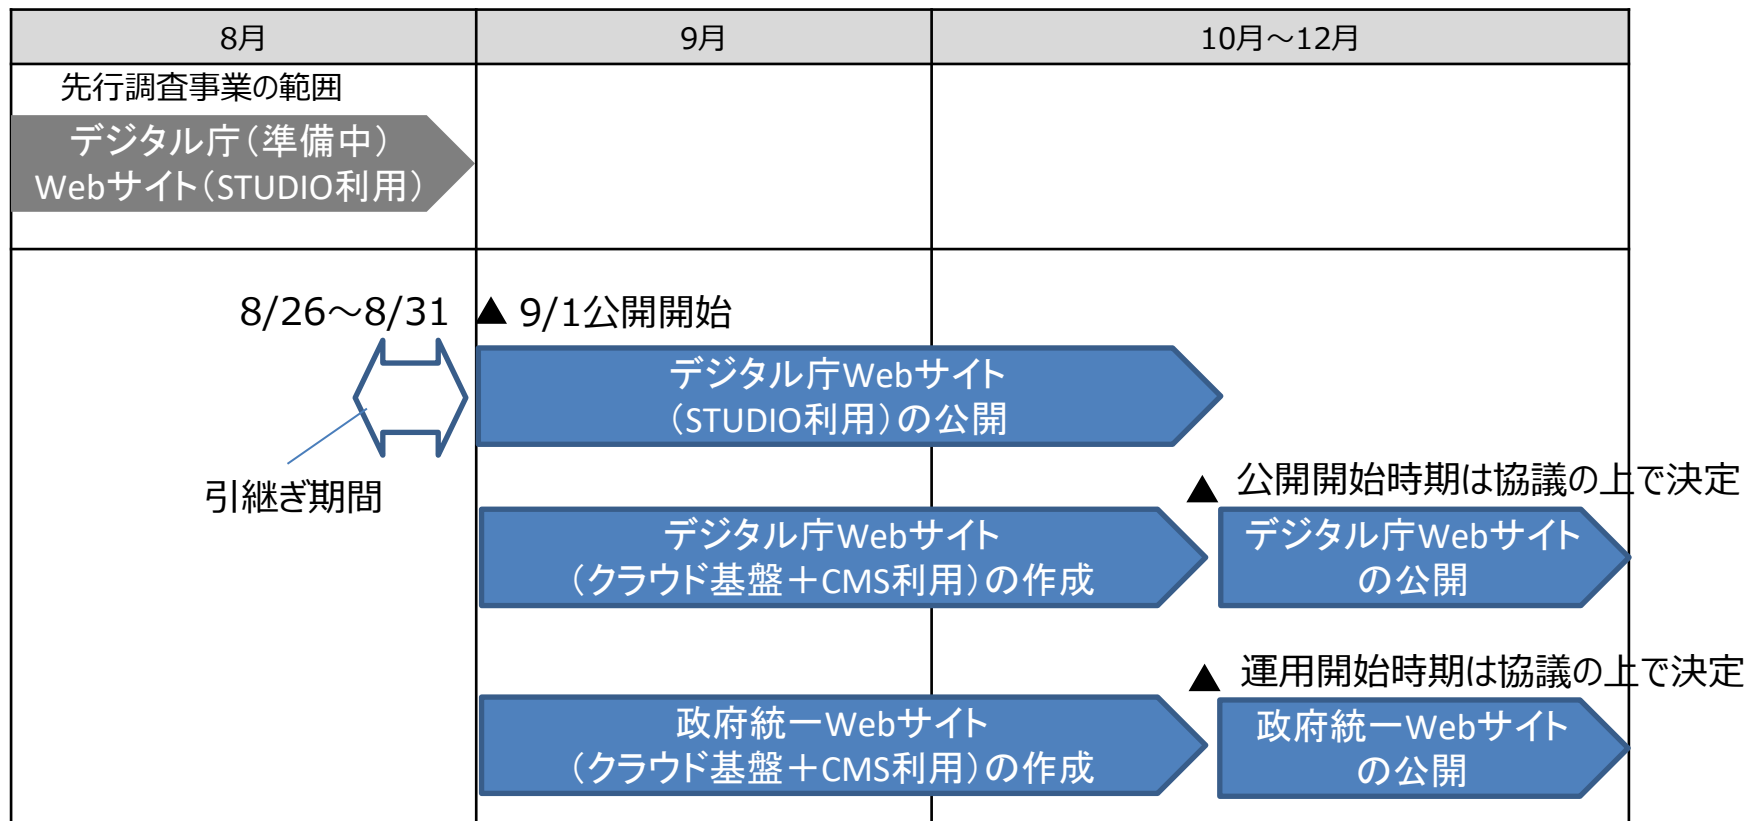 8月
9月
10月～12月
先行調査事業の範囲
デジタル庁（準備中）
Webサイト（STUDIO利用）
8/26～8/31
▲ 9/1公開開始
デジタル庁Webサイト
（STUDIO利用）の公開
引継ぎ期間
▲ 公開開始時期は協議の上で決定
デジタル庁Webサイト
（クラウド基盤＋CMS利用）の作成
デジタル庁Webサイト
の公開
▲ 運用開始時期は協議の上で決定
政府統一Webサイト
（クラウド基盤＋CMS利用）の作成
政府統一Webサイト
の公開